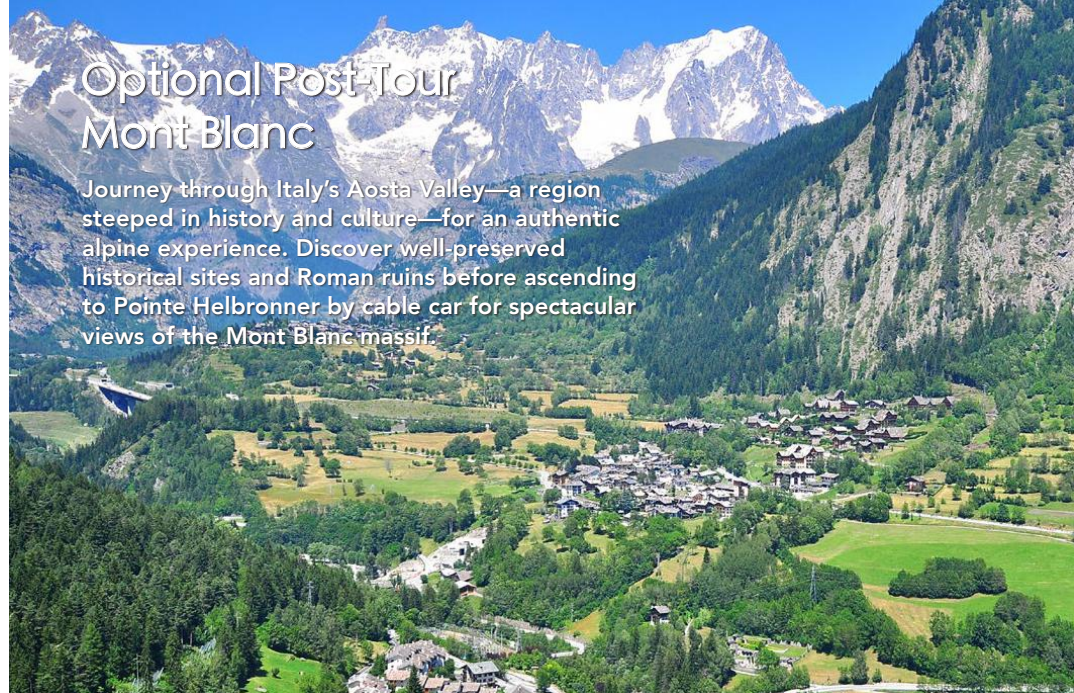 Optional Post-Tour
Mont Blanc
Journey through Italy’s Aosta Valley—a region
steeped in history and culture—for an authentic
alpine experience. Discover well-preserved
historical sites and Roman ruins before ascending
to Pointe Helbronner by cable car for spectacular
views of the Mont Blanc massif.